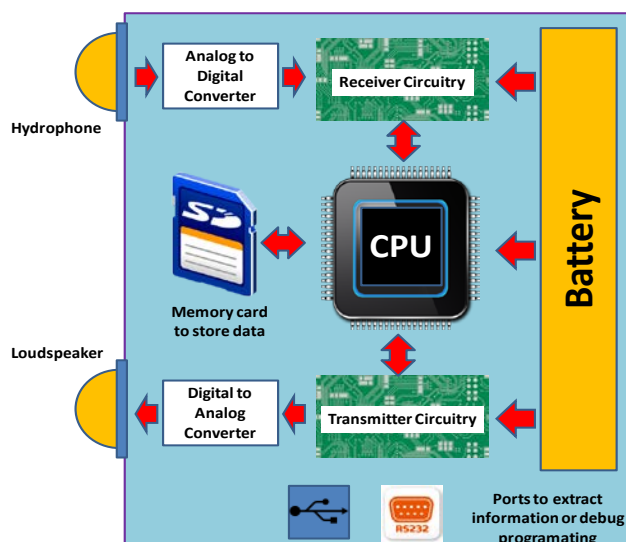 Analog to
Digital
Converter
Receiver Circuitry
Hydrophone
SD
CPU
Battery
Memory card
to store data
Loudspeaker
Digital to
Analog
Converter
Transmitter Circuitry
RS232
Ports to extract
information or debug
programating